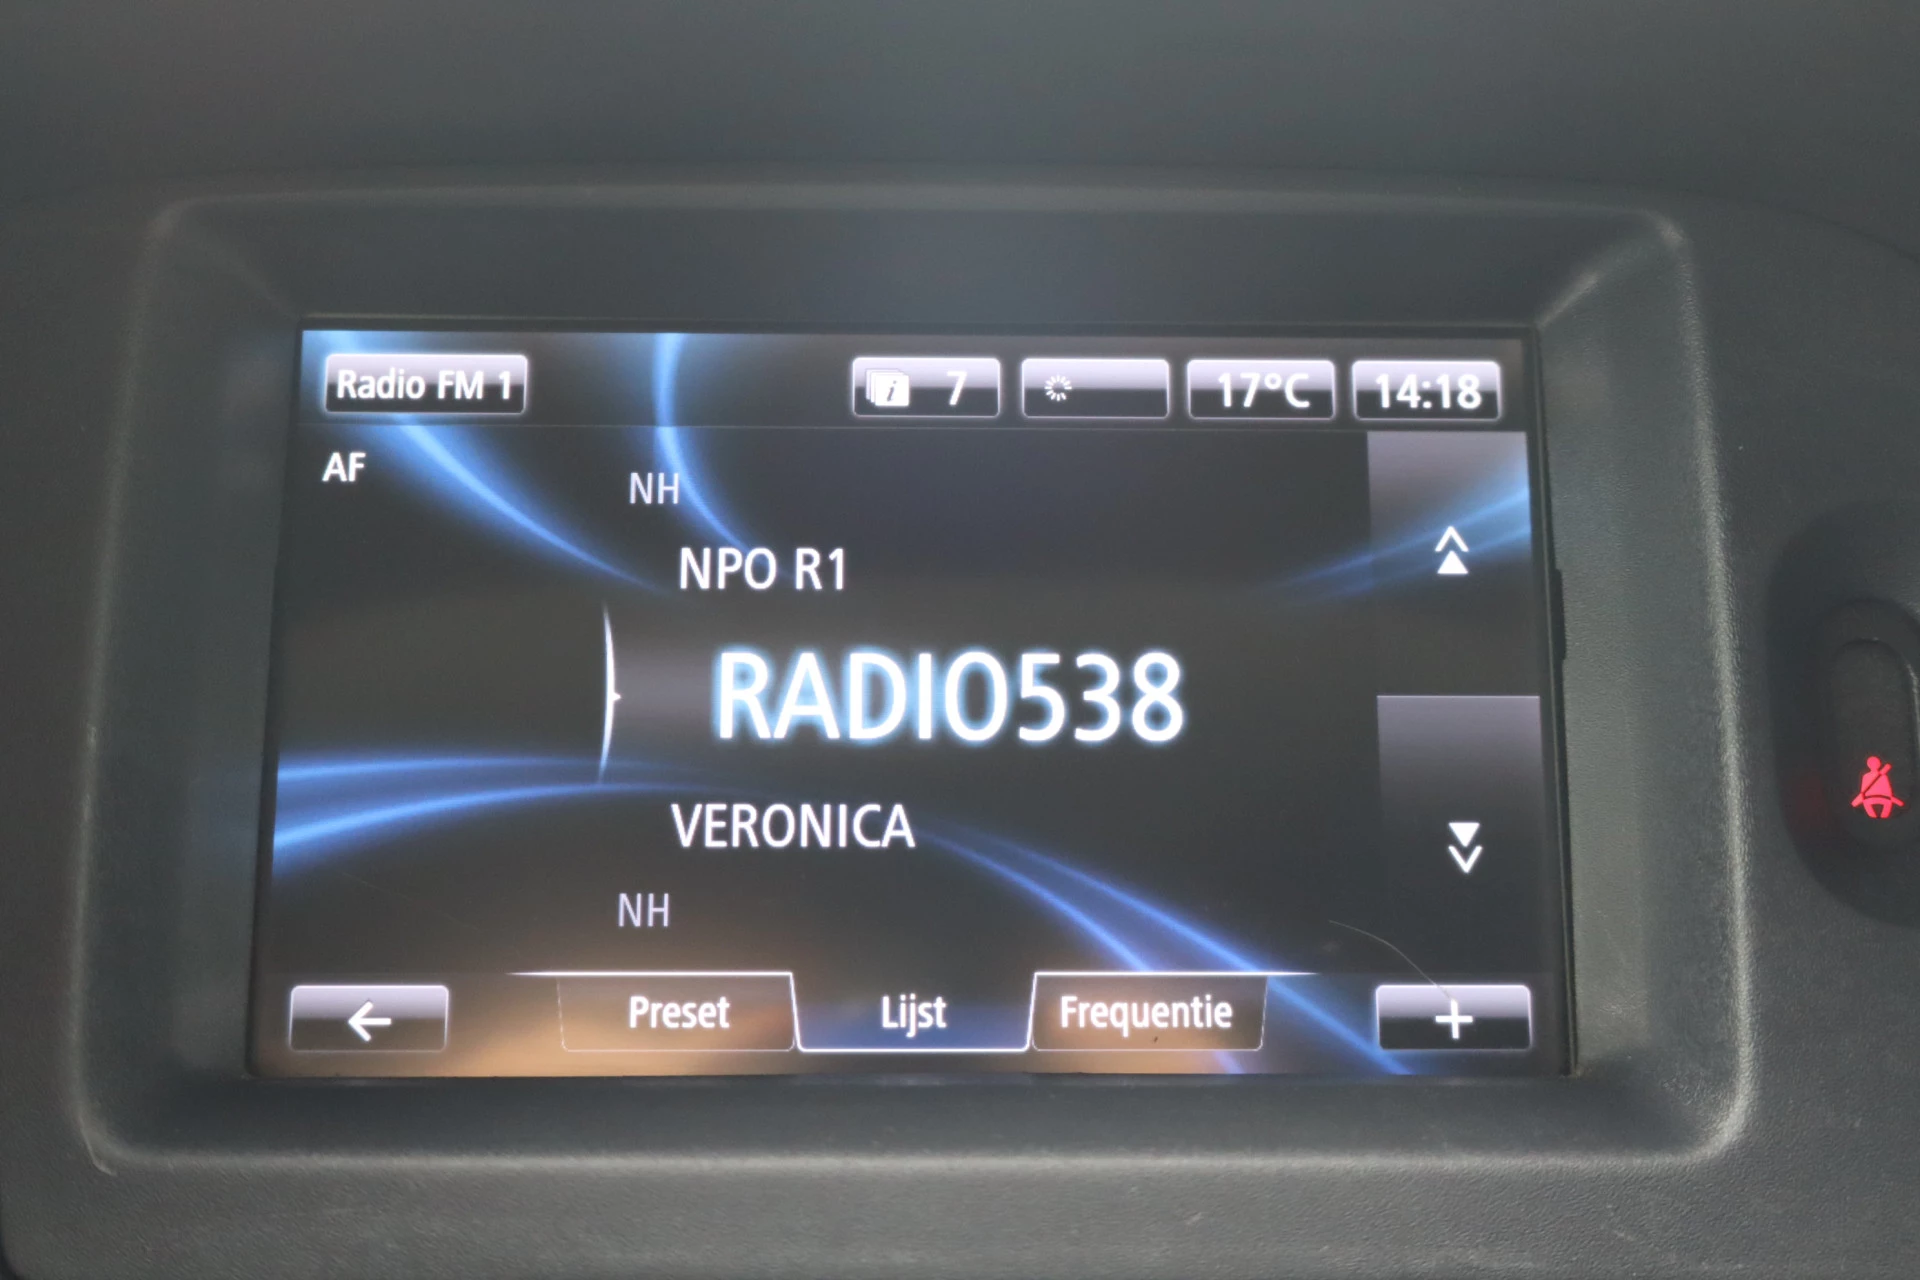 Radio FM 1
7
17°C
14:18
AF
NH
NPO R1
RADIO538
VERONICA
NH
Preset
Lijst
Frequentie